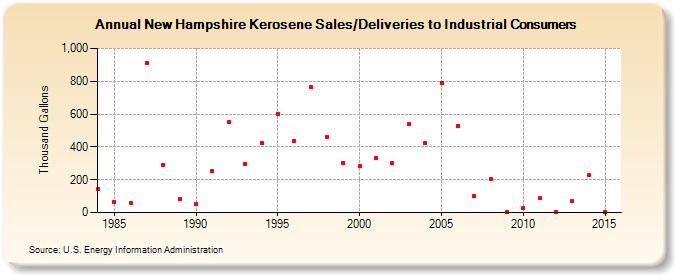 Annual New Hampshire Kerosene Sales/Deliveries to Industrial Consumers
Thousand Gallons
1,000
800
600
400
200
0
1985 1990 1995 2000 2005 2010 2015
Source: U.S. Energy Information Administration